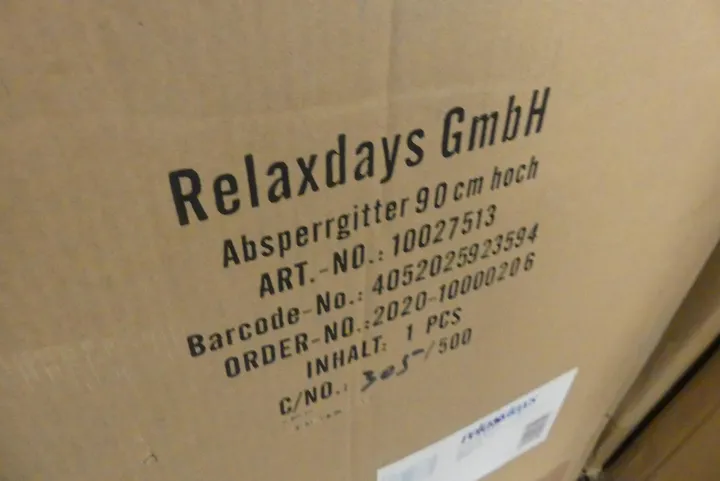 Relaxdays GmbH
Absperrgitter 90 cm hoch
ART.-NO.: 10027513
Barcode-No.: 4052025923594
ORDER-NO.:2020-10000206
INHALT: 1 PCS
C/NO.: 305/500
relaxdays